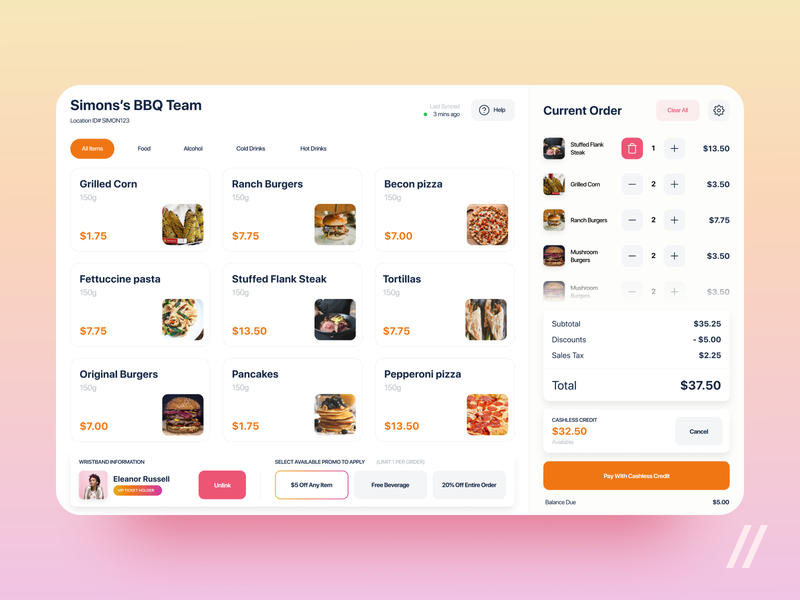 Simons's BBQ Team
Location ID# SIMON123
Last Synced
3 mins ago
Help
All Items
Food
Alcohol
Cold Drinks
Hot Drinks
Grilled Corn
150g
$1.75
Ranch Burgers
150g
$7.75
Becon pizza
150g
$7.00
Fettuccine pasta
150g
$7.75
Stuffed Flank Steak
150g
$13.50
Tortillas
150g
$7.75
Original Burgers
150g
$7.00
Pancakes
150g
$1.75
Pepperoni pizza
150g
$13.50
WRISTBAND INFORMATION
Eleanor Russell
VIP TICKET HOLDER
Unlink
SELECT AVAILABLE PROMO TO APPLY (LIMIT 1 PER ORDER)
$5 Off Any Item
Free Beverage
20% Off Entire Order
Current Order
Clear All
Stuffed Flank
Steak
1
$13.50
Grilled Corn
2
$3.50
Ranch Burgers
2
$7.75
Mushroom
Burgers
2
$3.50
Mushroom
Burgers
2
$3.50
Subtotal
$35.25
Discounts
- $5.00
Sales Tax
$2.25
Total
$37.50
CASHLESS CREDIT
$32.50
Available
Cancel
Pay With Cashless Credit
Balance Due
$5.00